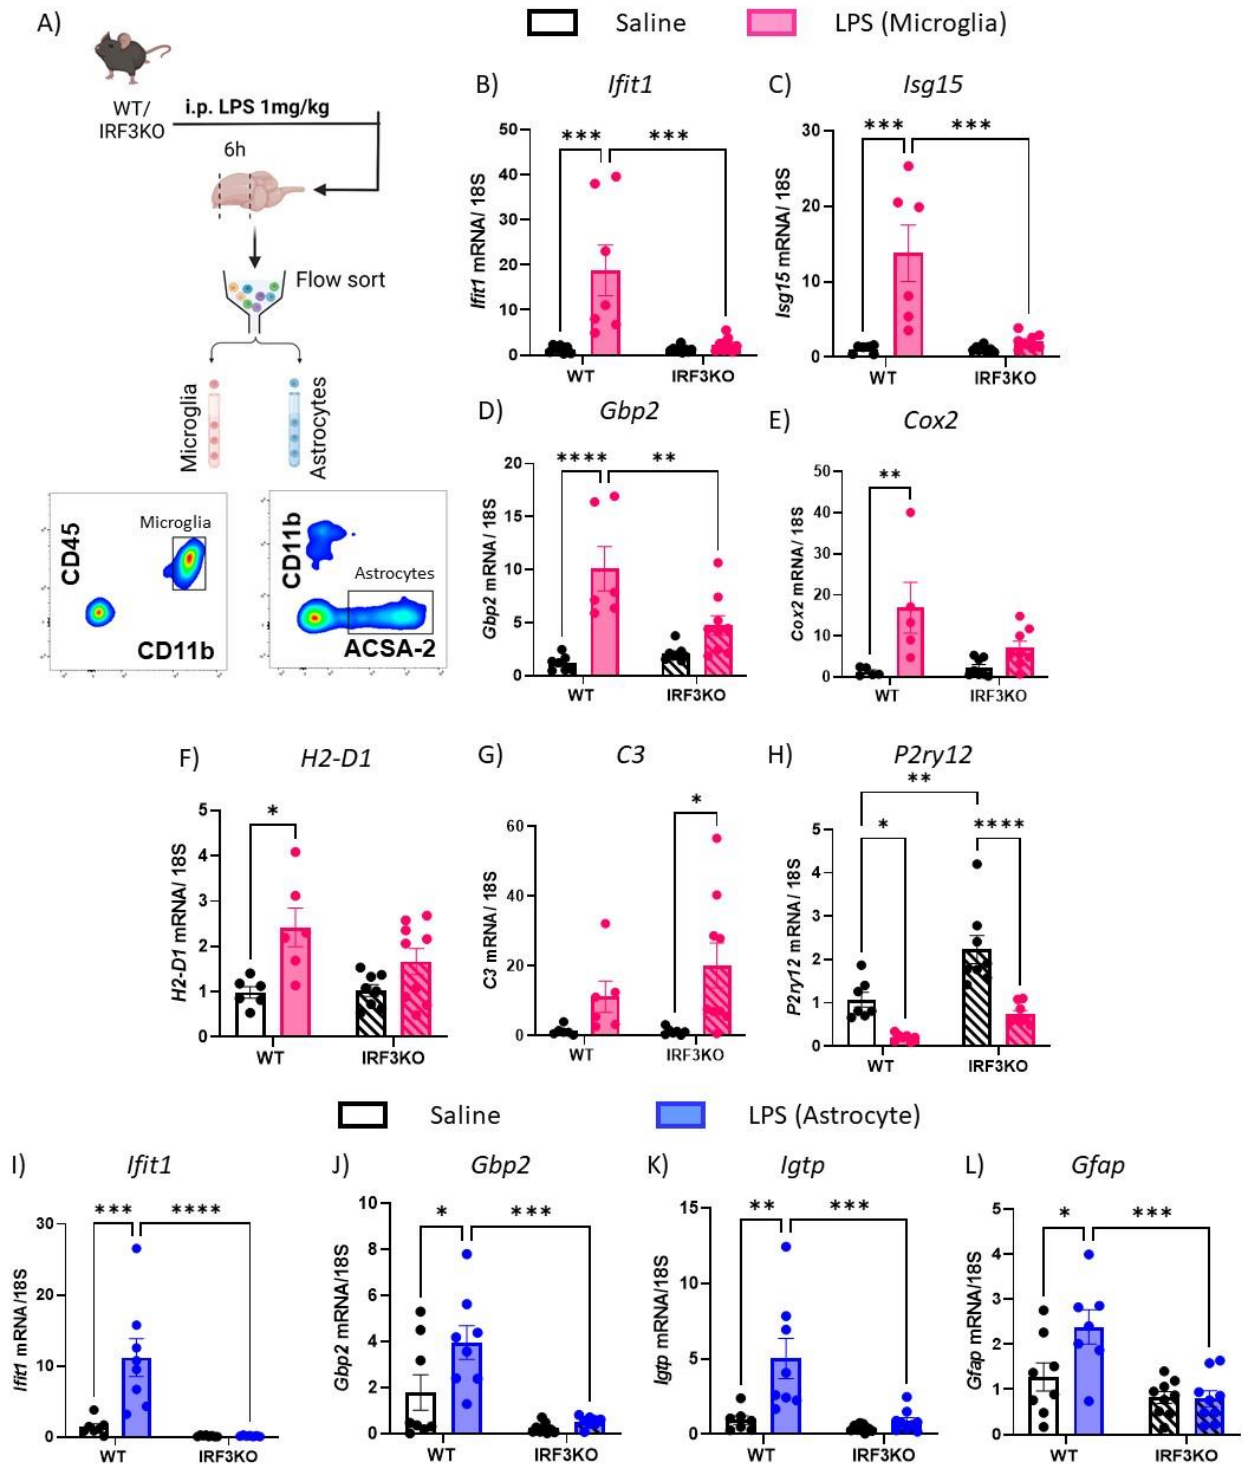 A)
Saline
LPS (Microglia)
WT/
IRF3KO
i.p. LPS 1mg/kg
6h
Flow sort
Microglia
Astrocytes
CD45
Microglia
CD11b
CD11b
Astrocytes
ACSA-2
B)
Ifit1
***
***
Ifit1 mRNA/ 18S
50
40
30
20
10
0
WT
IRF3KO
C)
Isg15
***
***
Isg15 mRNA/ 18S
30
20
10
0
WT
IRF3KO
D)
Gbp2
****
**
Gbp2 mRNA/ 18S
20
15
10
5
0
WT
IRF3KO
E)
Cox2
**
Cox2 mRNA/ 18S
50
40
30
20
10
0
WT
IRF3KO
F)
H2-D1
*
H2-D1 mRNA/ 18S
5
4
3
2
1
0
WT
IRF3KO
G)
C3
*
C3 mRNA/ 18S
60
40
20
0
WT
IRF3KO
H)
P2ry12
**
*
****
P2ry12 mRNA/ 18S
5
4
3
2
1
0
WT
IRF3KO
Saline
LPS (Astrocyte)
I)
Ifit1
***
****
Ifit1 mRNA/18S
30
20
10
0
WT
IRF3KO
J)
Gbp2
*
***
Gbp2 mRNA/18S
10
8
6
4
2
0
WT
IRF3KO
K)
Igtp
**
***
Igtp mRNA/18S
15
10
5
0
WT
IRF3KO
L)
Gfap
*
***
Gfap mRNA/18S
5
4
3
2
1
0
WT
IRF3KO